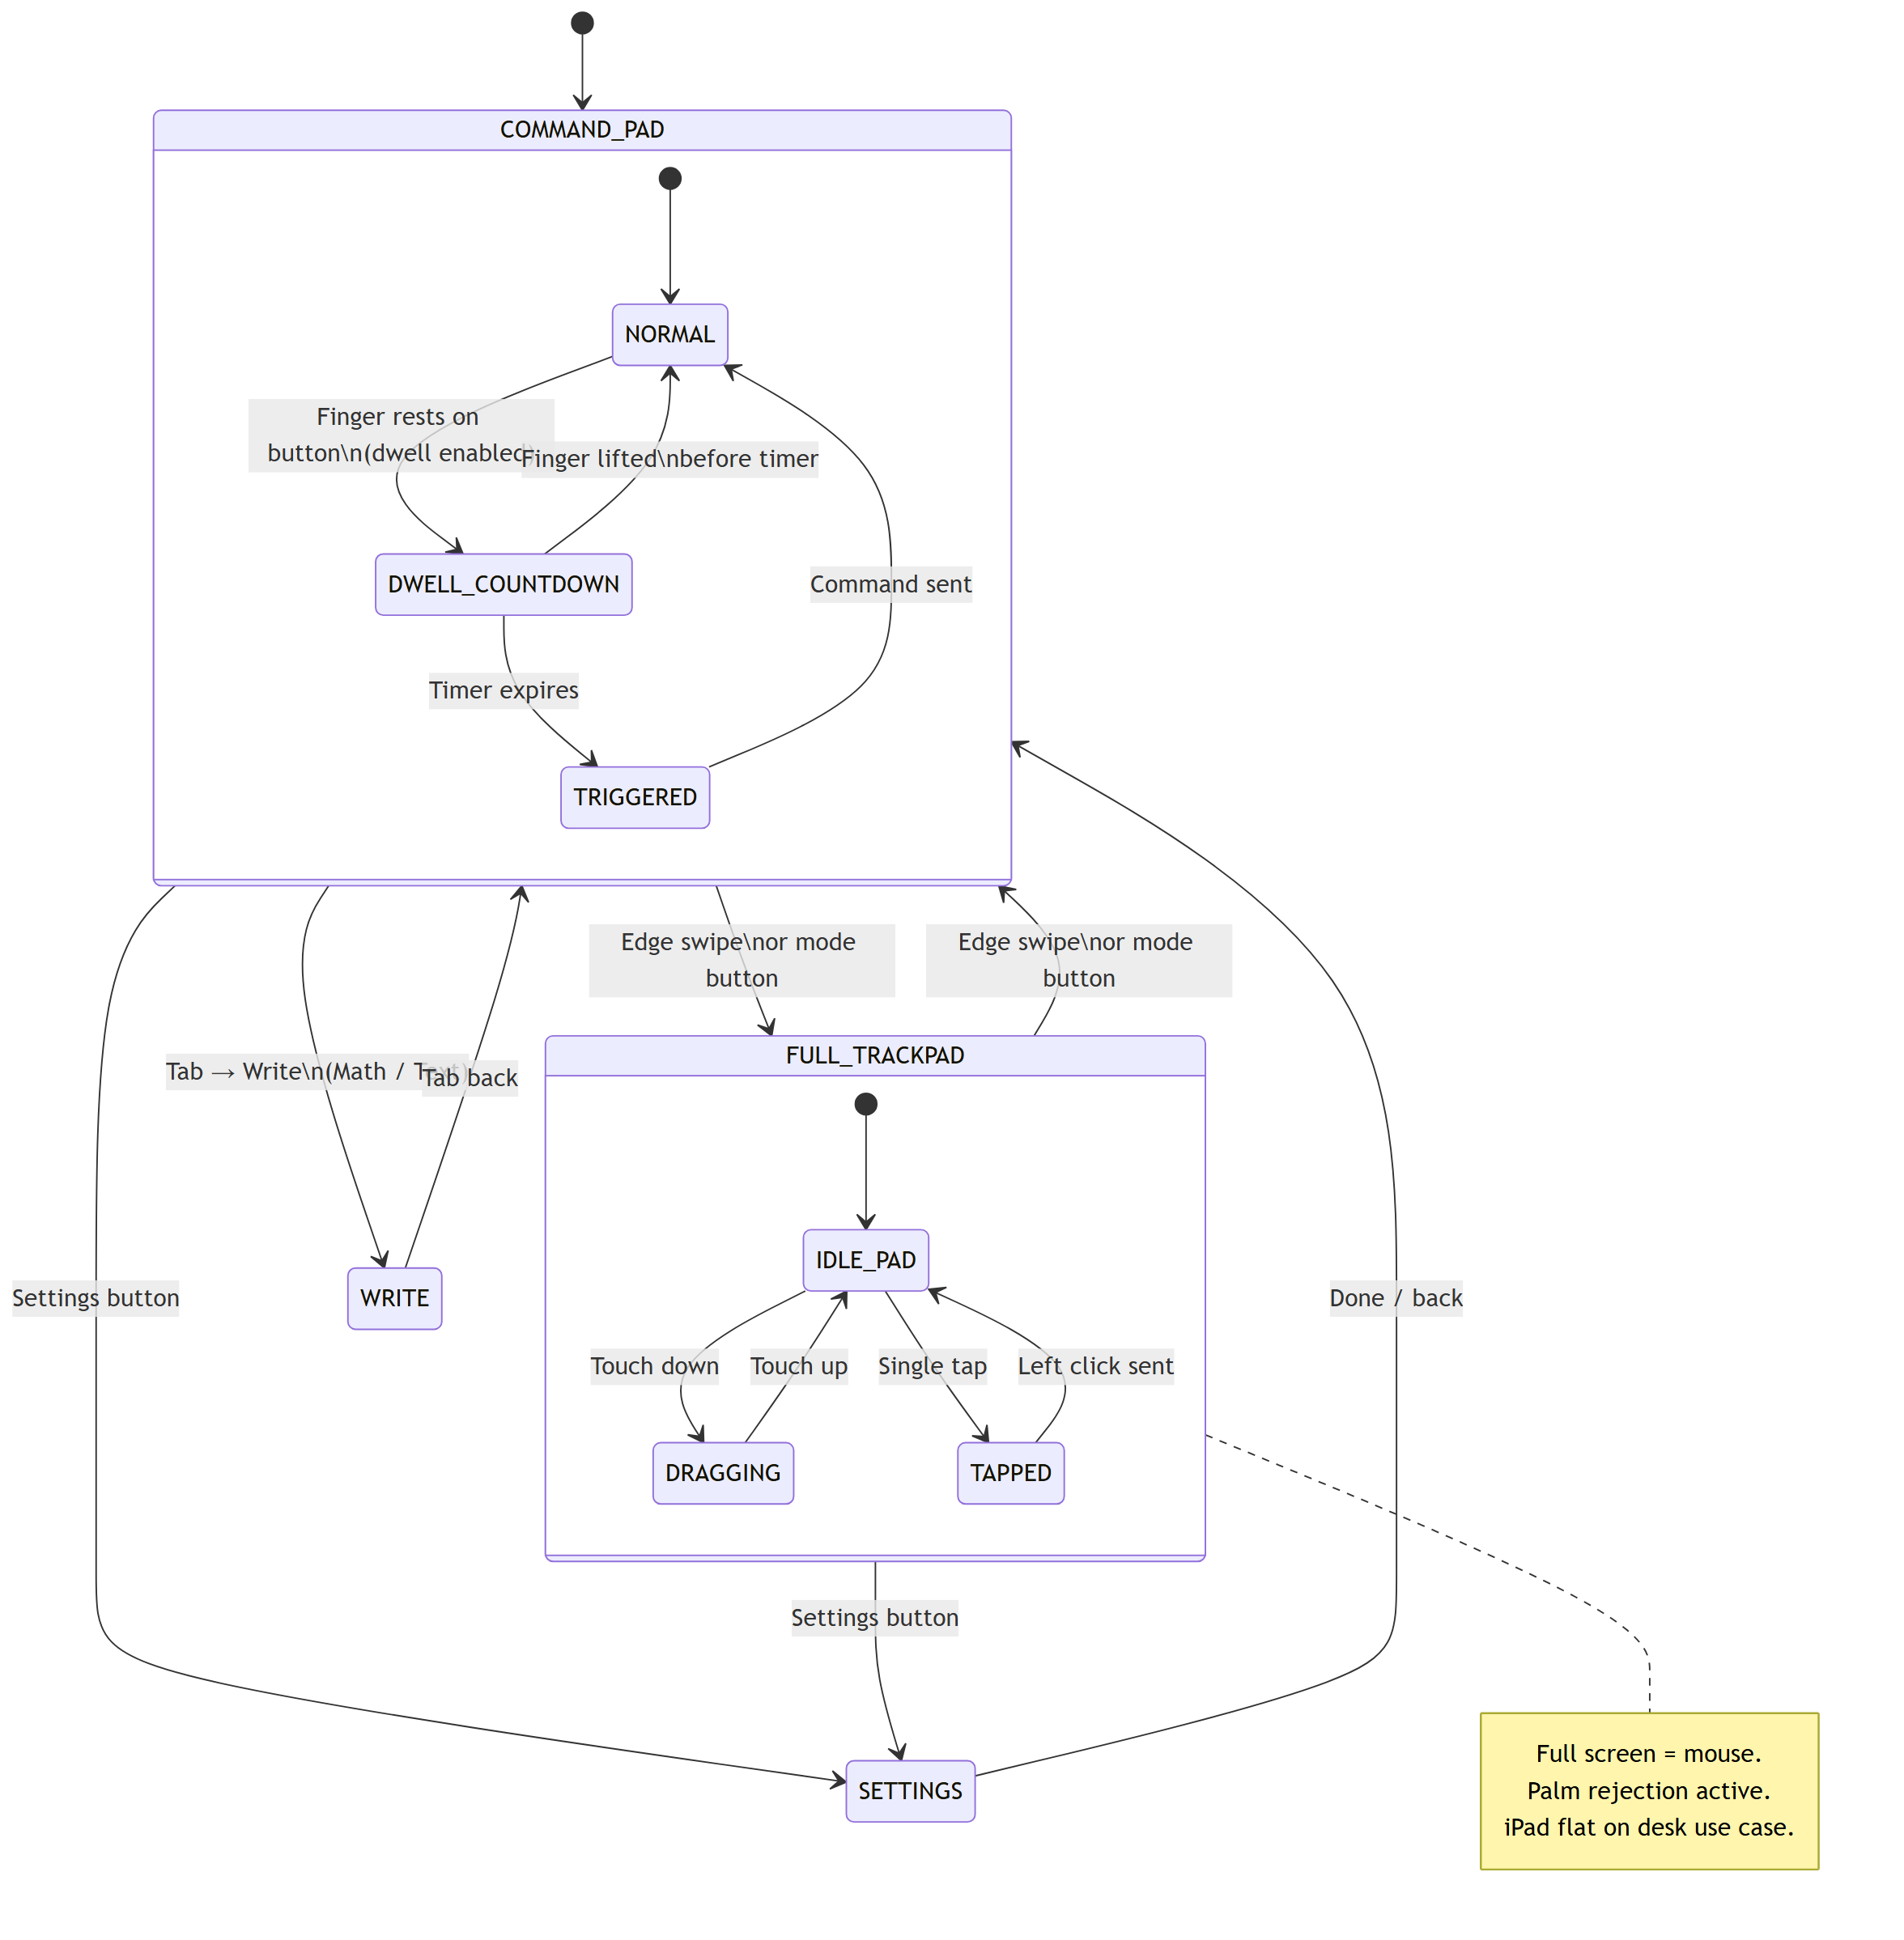 COMMAND_PAD
NORMAL
Finger rests on
button\n(dwell enabled)
Finger lifted\nbefore timer
DWELL_COUNTDOWN
Command sent
Timer expires
TRIGGERED
Edge swipe\nor mode
button
Edge swipe\nor mode
button
FULL_TRACKPAD
Tab → Write\n(Math / Text)
Tab back
IDLE_PAD
Settings button
WRITE
Done / back
Touch down
Touch up
Single tap
Left click sent
DRAGGING
TAPPED
Settings button
SETTINGS
Full screen = mouse.
Palm rejection active.
iPad flat on desk use case.